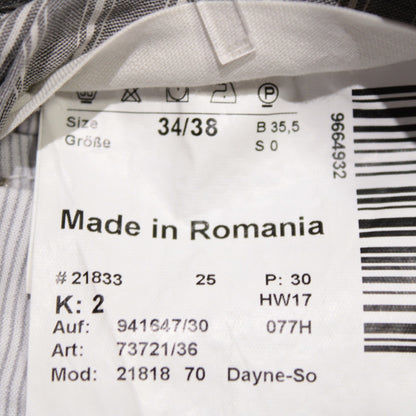 Size 34/38 B 35,5
Größe S 0
9664932
Made in Romania
# 21833 25 P: 30
K: 2 HW17
Auf: 941647/30 077H
Art: 73721/36
Mod: 21818 70 Dayne-So